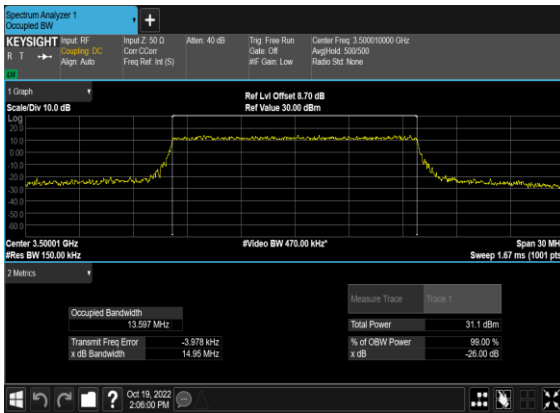 Spectrum Analyzer 1
Occupied BW
KEYSIGHT
R T
Input: RF
Coupling: DC
Align: Auto
Input Z: 50 Ω
Corr CCorr
Freq Ref: Int (S)
Atten: 40 dB
Trig: Free Run
Gate: Off
#IF Gain: Low
Center Freq: 3.500010000 GHz
Avg|Hold: 500/500
Radio Std: None
1 Graph
Scale/Div 10.0 dB
Ref Lvl Offset 8.70 dB
Ref Value 30.00 dBm
Log
20.0
10.0
0.00
-10.0
-20.0
-30.0
-40.0
-50.0
-60.0
Center 3.50001 GHz
#Res BW 150.00 kHz
#Video BW 470.00 kHz*
Span 30 MH
Sweep 1.67 ms (1001 pts
2 Metrics
Measure Trace Trace 1
Occupied Bandwidth
13.597 MHz
Total Power 31.1 dBm
Transmit Freq Error -3.978 kHz
% of OBW Power 99.00 %
x dB Bandwidth 14.95 MHz
x dB -26.00 dB
Oct 19, 2022
2:06:00 PM